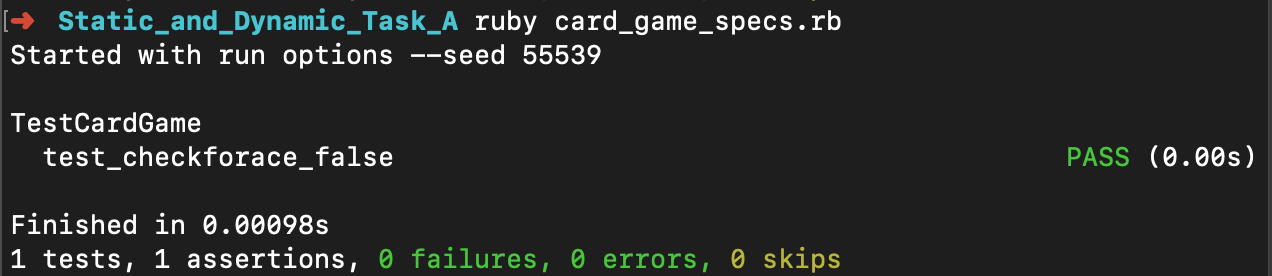 [➜ Static_and_Dynamic_Task_A ruby card_game_specs.rb
Started with run options --seed 55539
TestCardGame
test_checkforace_false PASS (0.00s)
Finished in 0.00098s
1 tests, 1 assertions, 0 failures, 0 errors, 0 skips